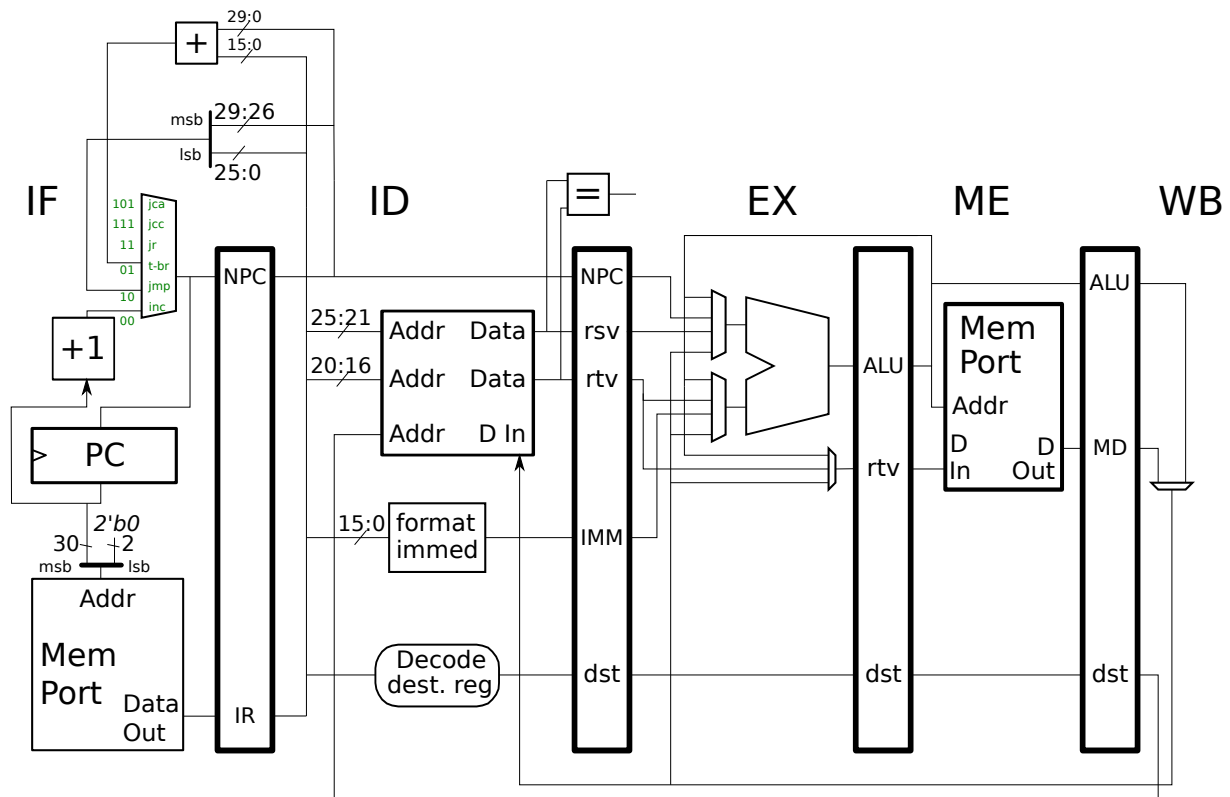 29:0
+
15:0
29:26
msb
lsb
25:0
IF
ID
=
EX
ME
WB
101 jca
111 jcc
11 jr
01 t-br
10 jmp
00 inc
NPC
NPC
ALU
+1
25:21
Addr
Data
rsv
Mem
Port
20:16
Addr
Data
rtv
ALU
Addr
PC
Addr
D In
D
In
D
Out
MD
rtv
2'b0
30
2
msb
lsb
15:0
format
immed
IMM
Addr
Mem
Port
Data
Out
IR
Decode
dest. reg
dst
dst
dst